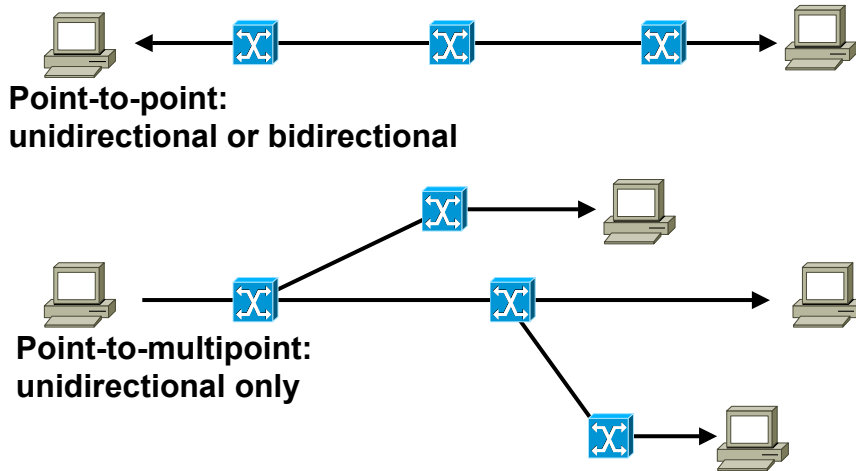 Point-to-point:
unidirectional or bidirectional
Point-to-multipoint:
unidirectional only